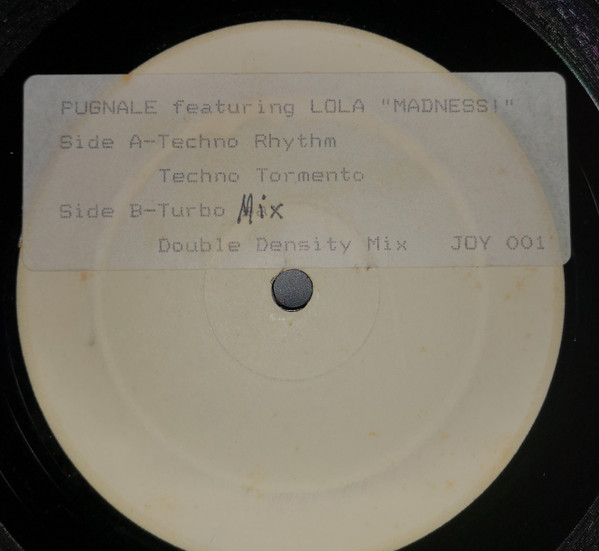 PUGNALE featuring LOLA "MADNESS!"
Side A-Techno Rhythm
Techno Tormento
Side B-Turbo Mix
Double Density Mix JOY 001